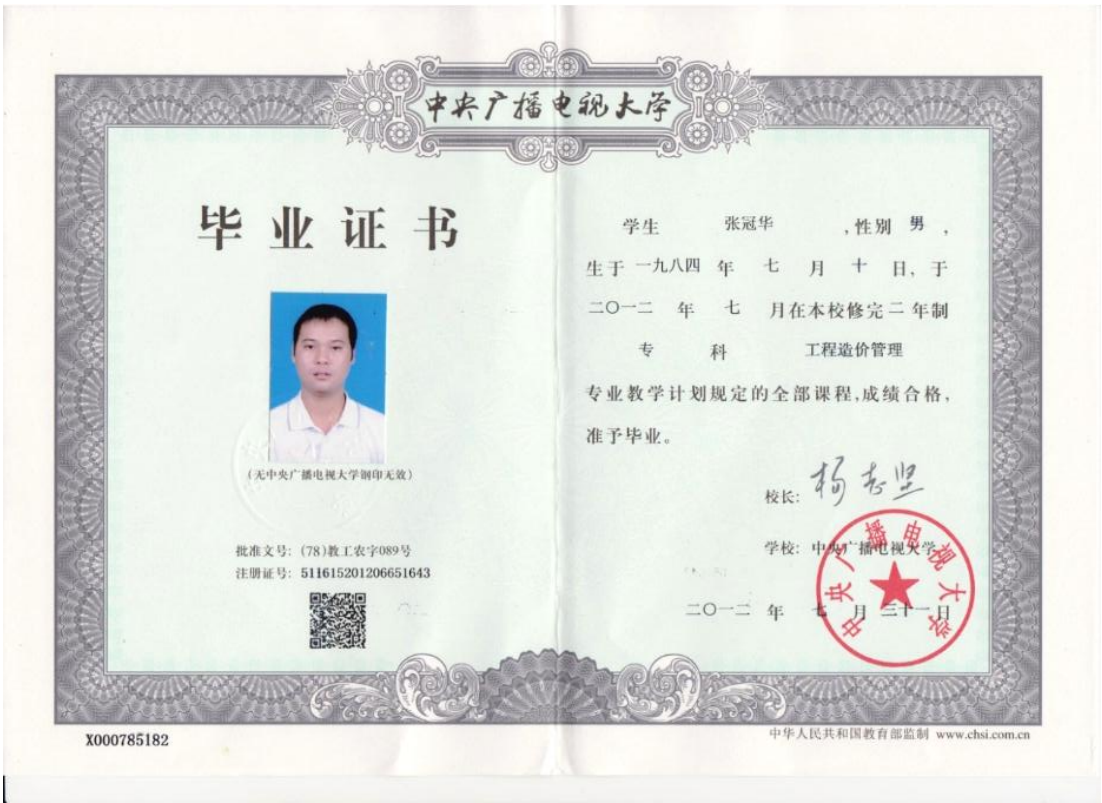 中央广播电视大学
毕业证书
(无中央广播电视大学钢印无效)
批准文号: (78)教工农字089号
注册证号: 511615201206651643
X000785182
学生 张冠华 ,性别 男 ,
生于 一九八四 年 七 月 十 日, 于
二〇一二 年 七 月在本校修完 二 年制
专 科 工程造价管理
专业教学计划规定的全部课程,成绩合格,
准予毕业。
校长: 杨志坚
学校: 中央广播电视大学
二〇一二 年 七 月 三十一日
中央广播电视大学
中华人民共和国教育部监制 www.chsi.com.cn